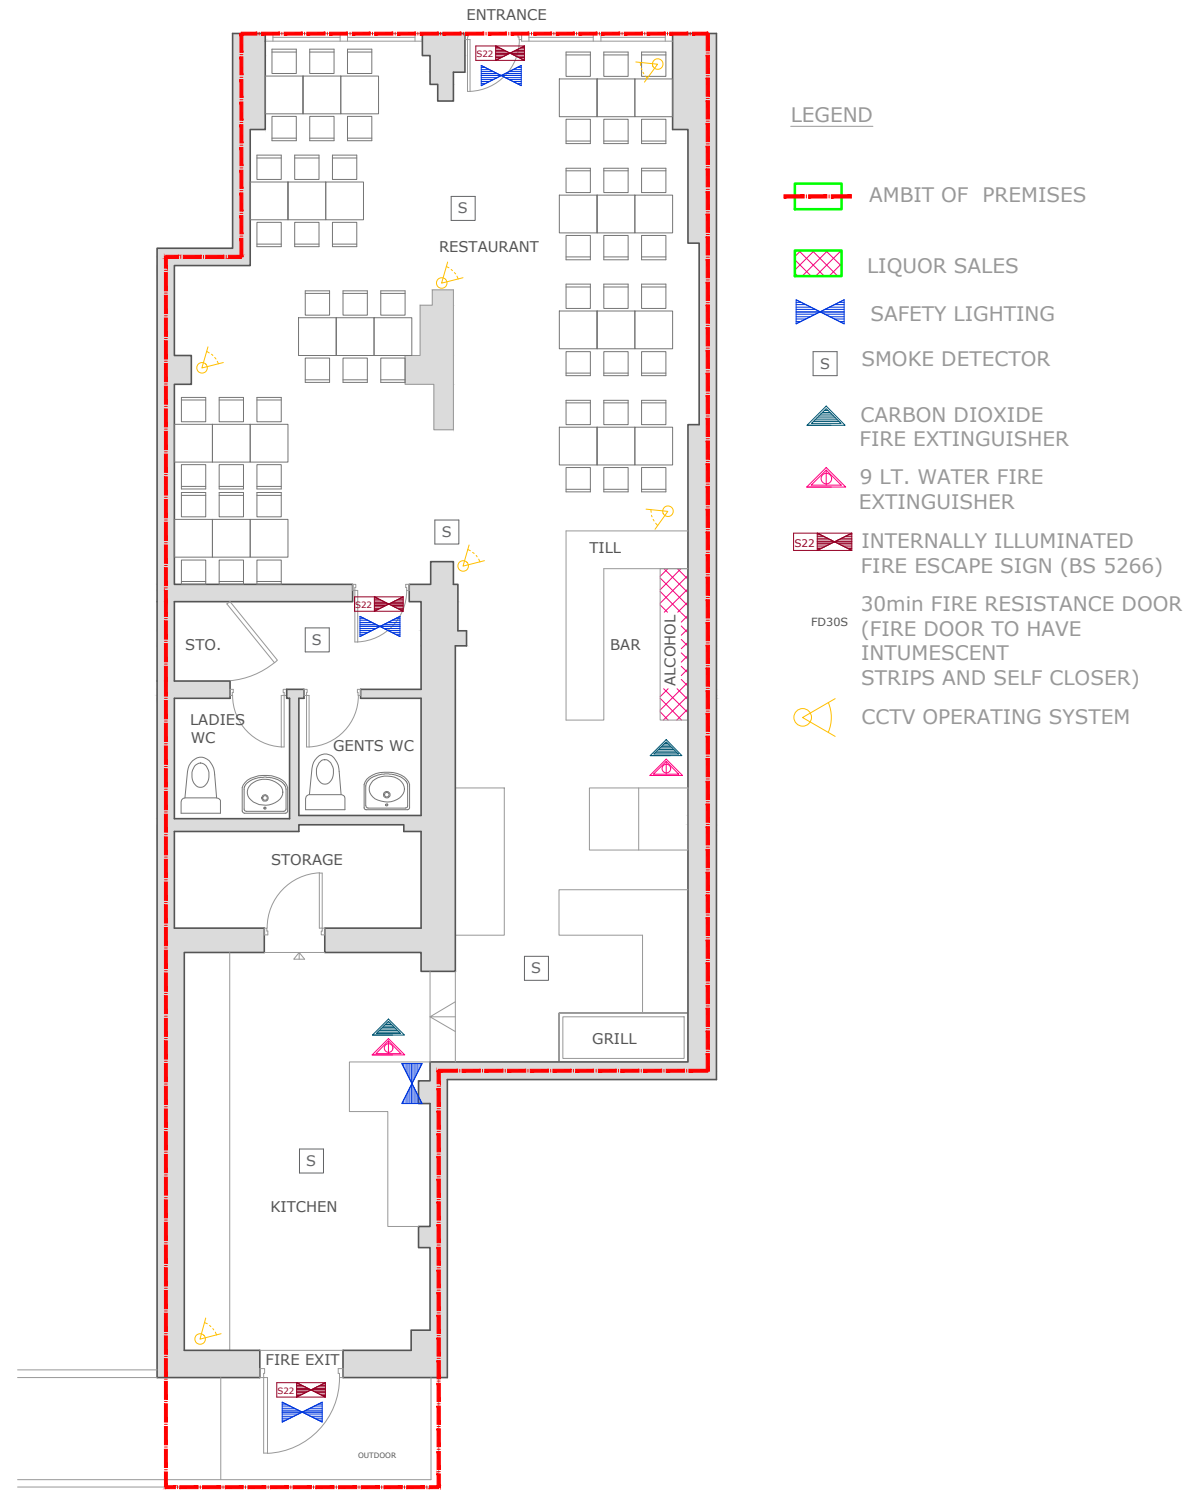 ENTRANCE
S22
LEGEND
AMBIT OF PREMISES
S
RESTAURANT
LIQUOR SALES
SAFETY LIGHTING
S
SMOKE DETECTOR
CARBON DIOXIDE
FIRE EXTINGUISHER
9 LT. WATER FIRE
EXTINGUISHER
S
TILL
S22
INTERNALLY ILLUMINATED
FIRE ESCAPE SIGN (BS 5266)
S22
30min FIRE RESISTANCE DOOR
FD30S
(FIRE DOOR TO HAVE
INTUMESCENT
STRIPS AND SELF CLOSER)
STO.
S
BAR
ALCOHOL
LADIES
WC
GENTS WC
CCTV OPERATING SYSTEM
STORAGE
S
GRILL
S
KITCHEN
FIRE EXIT
S22
OUTDOOR